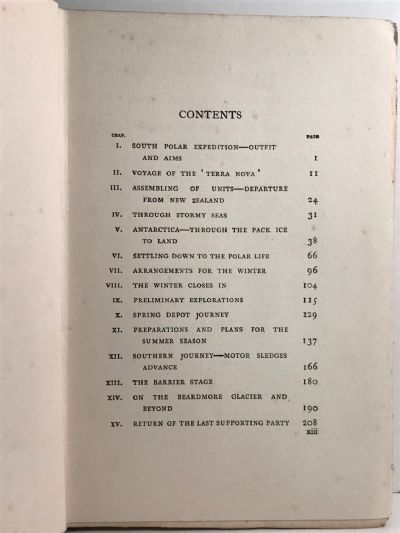 CONTENTS
CHAP. PAGE
I. SOUTH POLAR EXPEDITION—OUTFIT
AND AIMS 1
II. VOYAGE OF THE ‘TERRA NOVA’ 11
III. ASSEMBLING OF UNITS—DEPARTURE
FROM NEW ZEALAND 24
IV. THROUGH STORMY SEAS 31
V. ANTARCTICA—THROUGH THE PACK ICE
TO LAND 38
VI. SETTLING DOWN TO THE POLAR LIFE 66
VII. ARRANGEMENTS FOR THE WINTER 96
VIII. THE WINTER CLOSES IN 104
IX. PRELIMINARY EXPLORATIONS 115
X. SPRING DEPOT JOURNEY 129
XI. PREPARATIONS AND PLANS FOR THE
SUMMER SEASON 137
XII. SOUTHERN JOURNEY—MOTOR SLEDGES
ADVANCE 166
XIII. THE BARRIER STAGE 180
XIV. ON THE BEARDMORE GLACIER AND
BEYOND 190
XV. RETURN OF THE LAST SUPPORTING PARTY 208
xiii